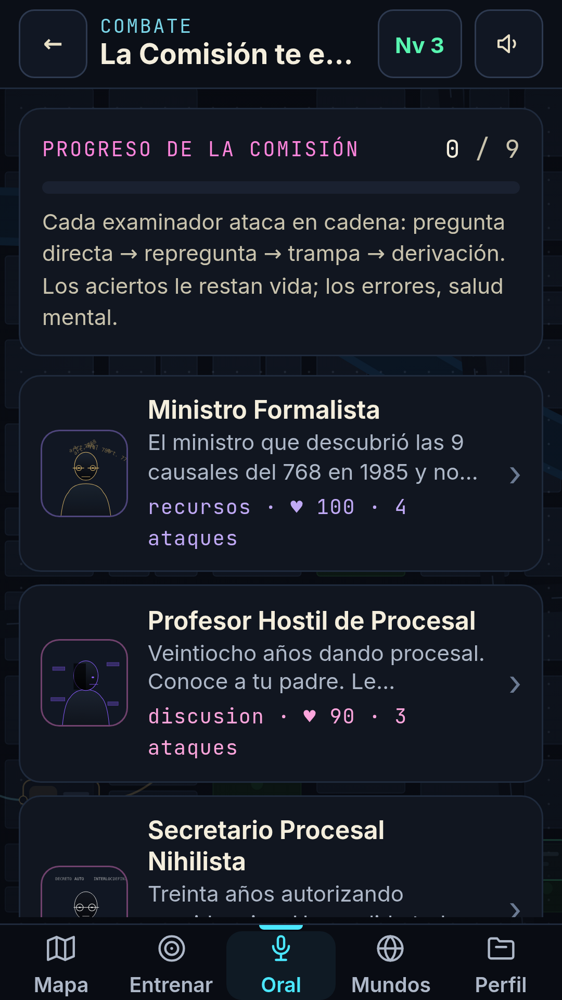 ←
COMBATE
La Comisión te e...
Nv 3
PROGRESO DE LA COMISIÓN
0 / 9
Cada examinador ataca en cadena: pregunta
directa → repregunta → trampa → derivación.
Los aciertos le restan vida; los errores, salud
mental.
Ministro Formalista
El ministro que descubrió las 9
causales del 768 en 1985 y no...
recursos · ♥ 100 · 4
ataques
›
Profesor Hostil de Procesal
Veintiocho años dando procesal.
Conoce a tu padre. Le...
discusion · ♥ 90 · 3
ataques
›
Secretario Procesal
Nihilista
DECRETO AUTO INTERLOCDEFIN
Treinta años autorizando
›
Mapa
Entrenar
Oral
Mundos
Perfil